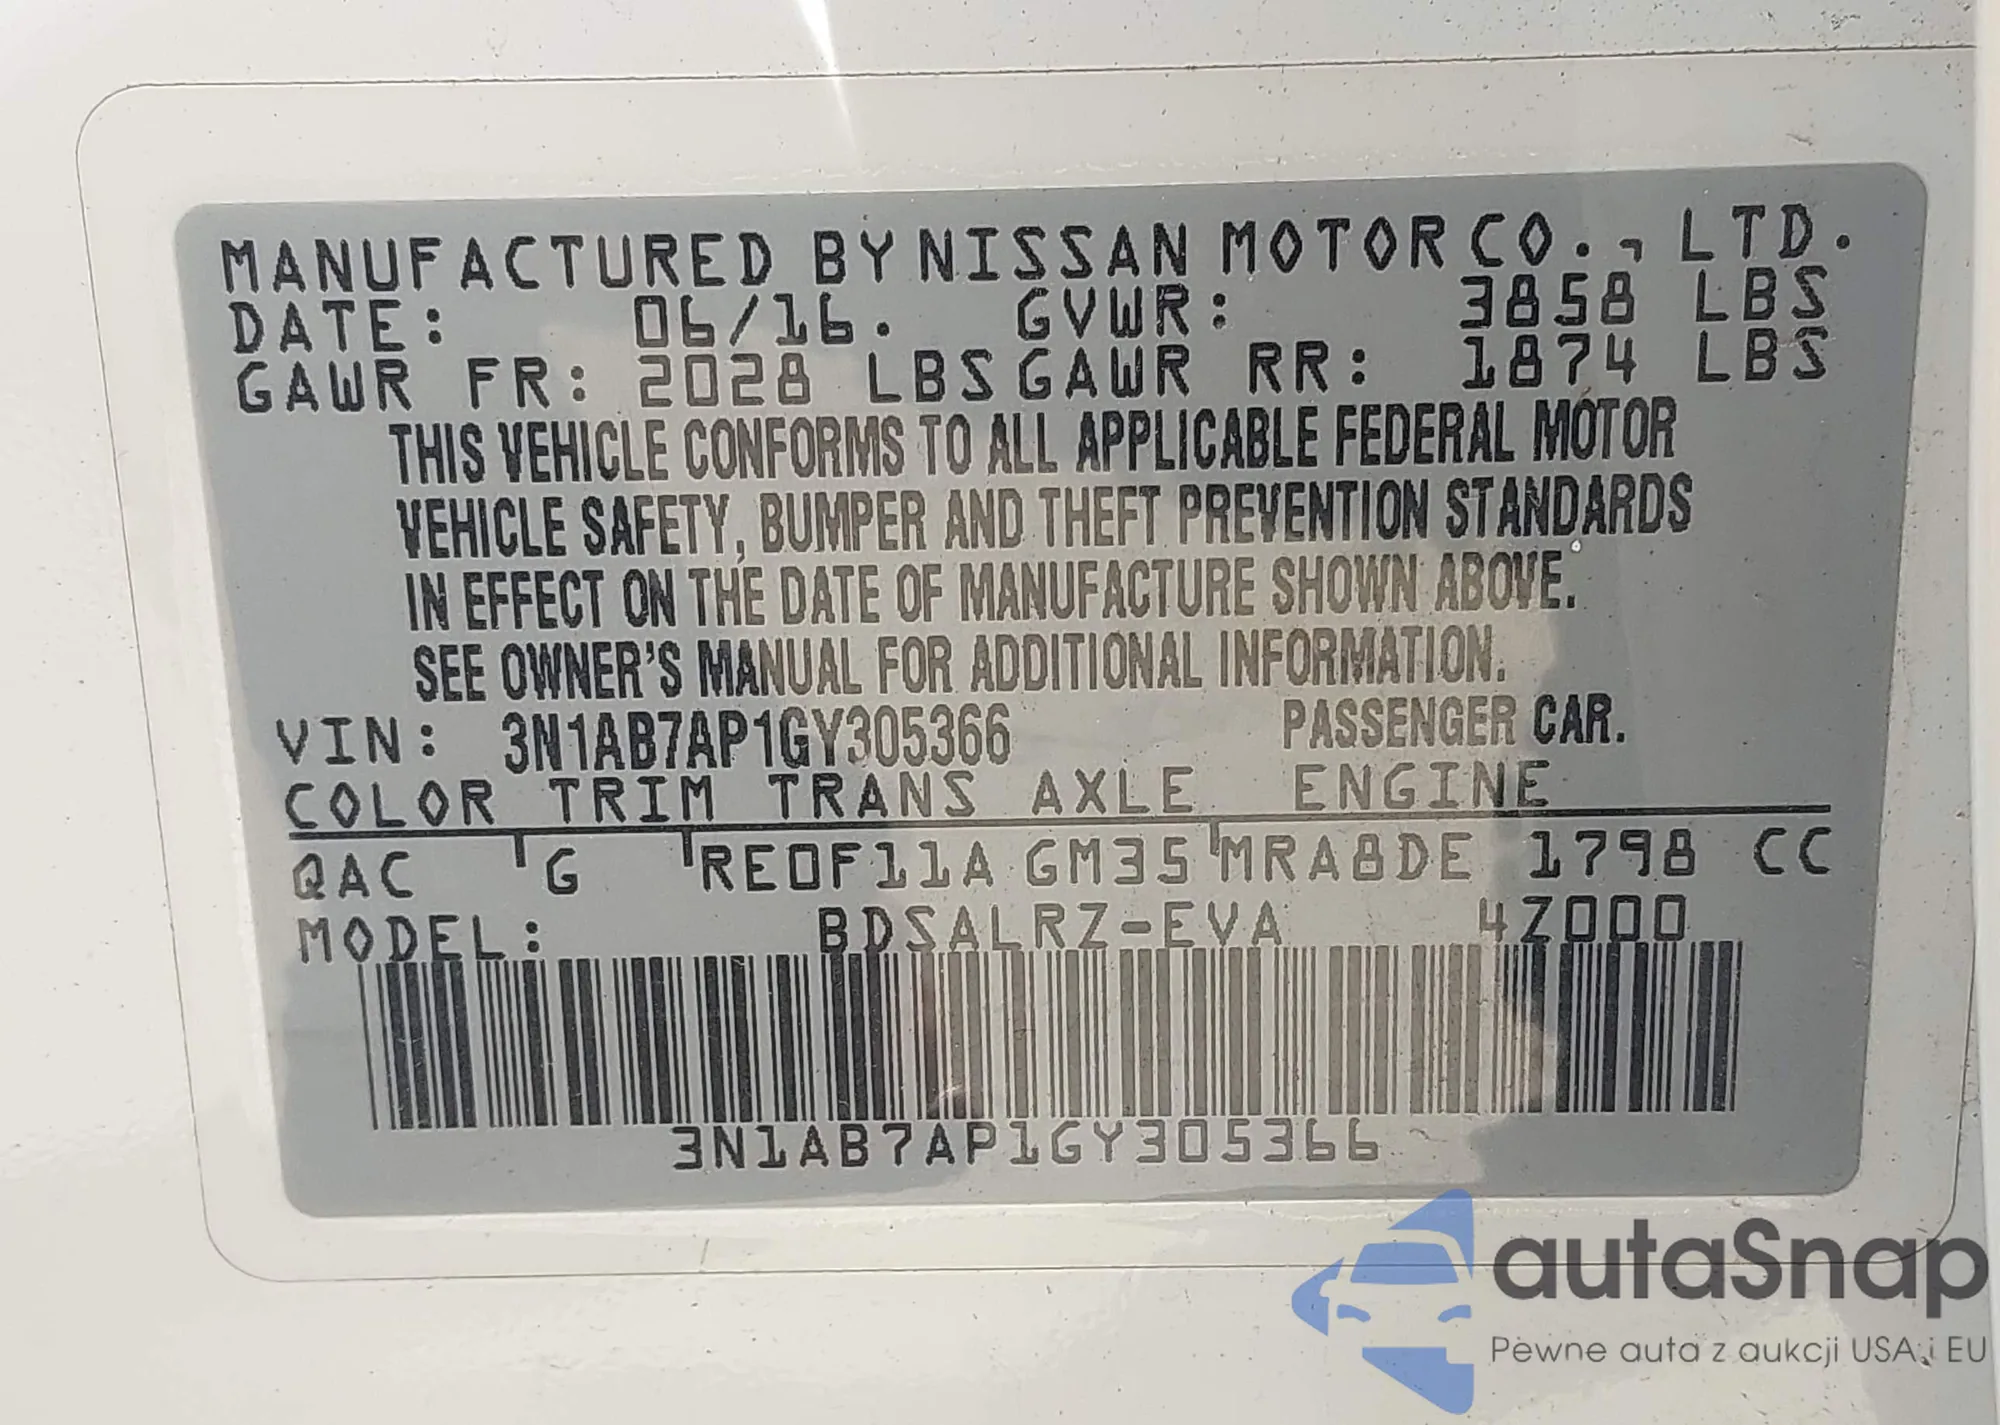 MANUFACTURED BY NISSAN MOTOR CO., LTD.
DATE: 06/16. GVWR: 3858 LBS
GAWR FR: 2028 LBS GAWR RR: 1874 LBS
THIS VEHICLE CONFORMS TO ALL APPLICABLE FEDERAL MOTOR
VEHICLE SAFETY, BUMPER AND THEFT PREVENTION STANDARDS
IN EFFECT ON THE DATE OF MANUFACTURE SHOWN ABOVE.
SEE OWNER'S MANUAL FOR ADDITIONAL INFORMATION.
VIN: 3N1AB7AP1GY305366 PASSENGER CAR.
COLOR TRIM TRANS AXLE ENGINE
QAC G RE0F11A GM35 MRA8DE 1798 CC
MODEL: BDSALRZ-EVA 4Z000
3N1AB7AP1GY305366
autaSnap
Pewne auta z aukcji USA i EU